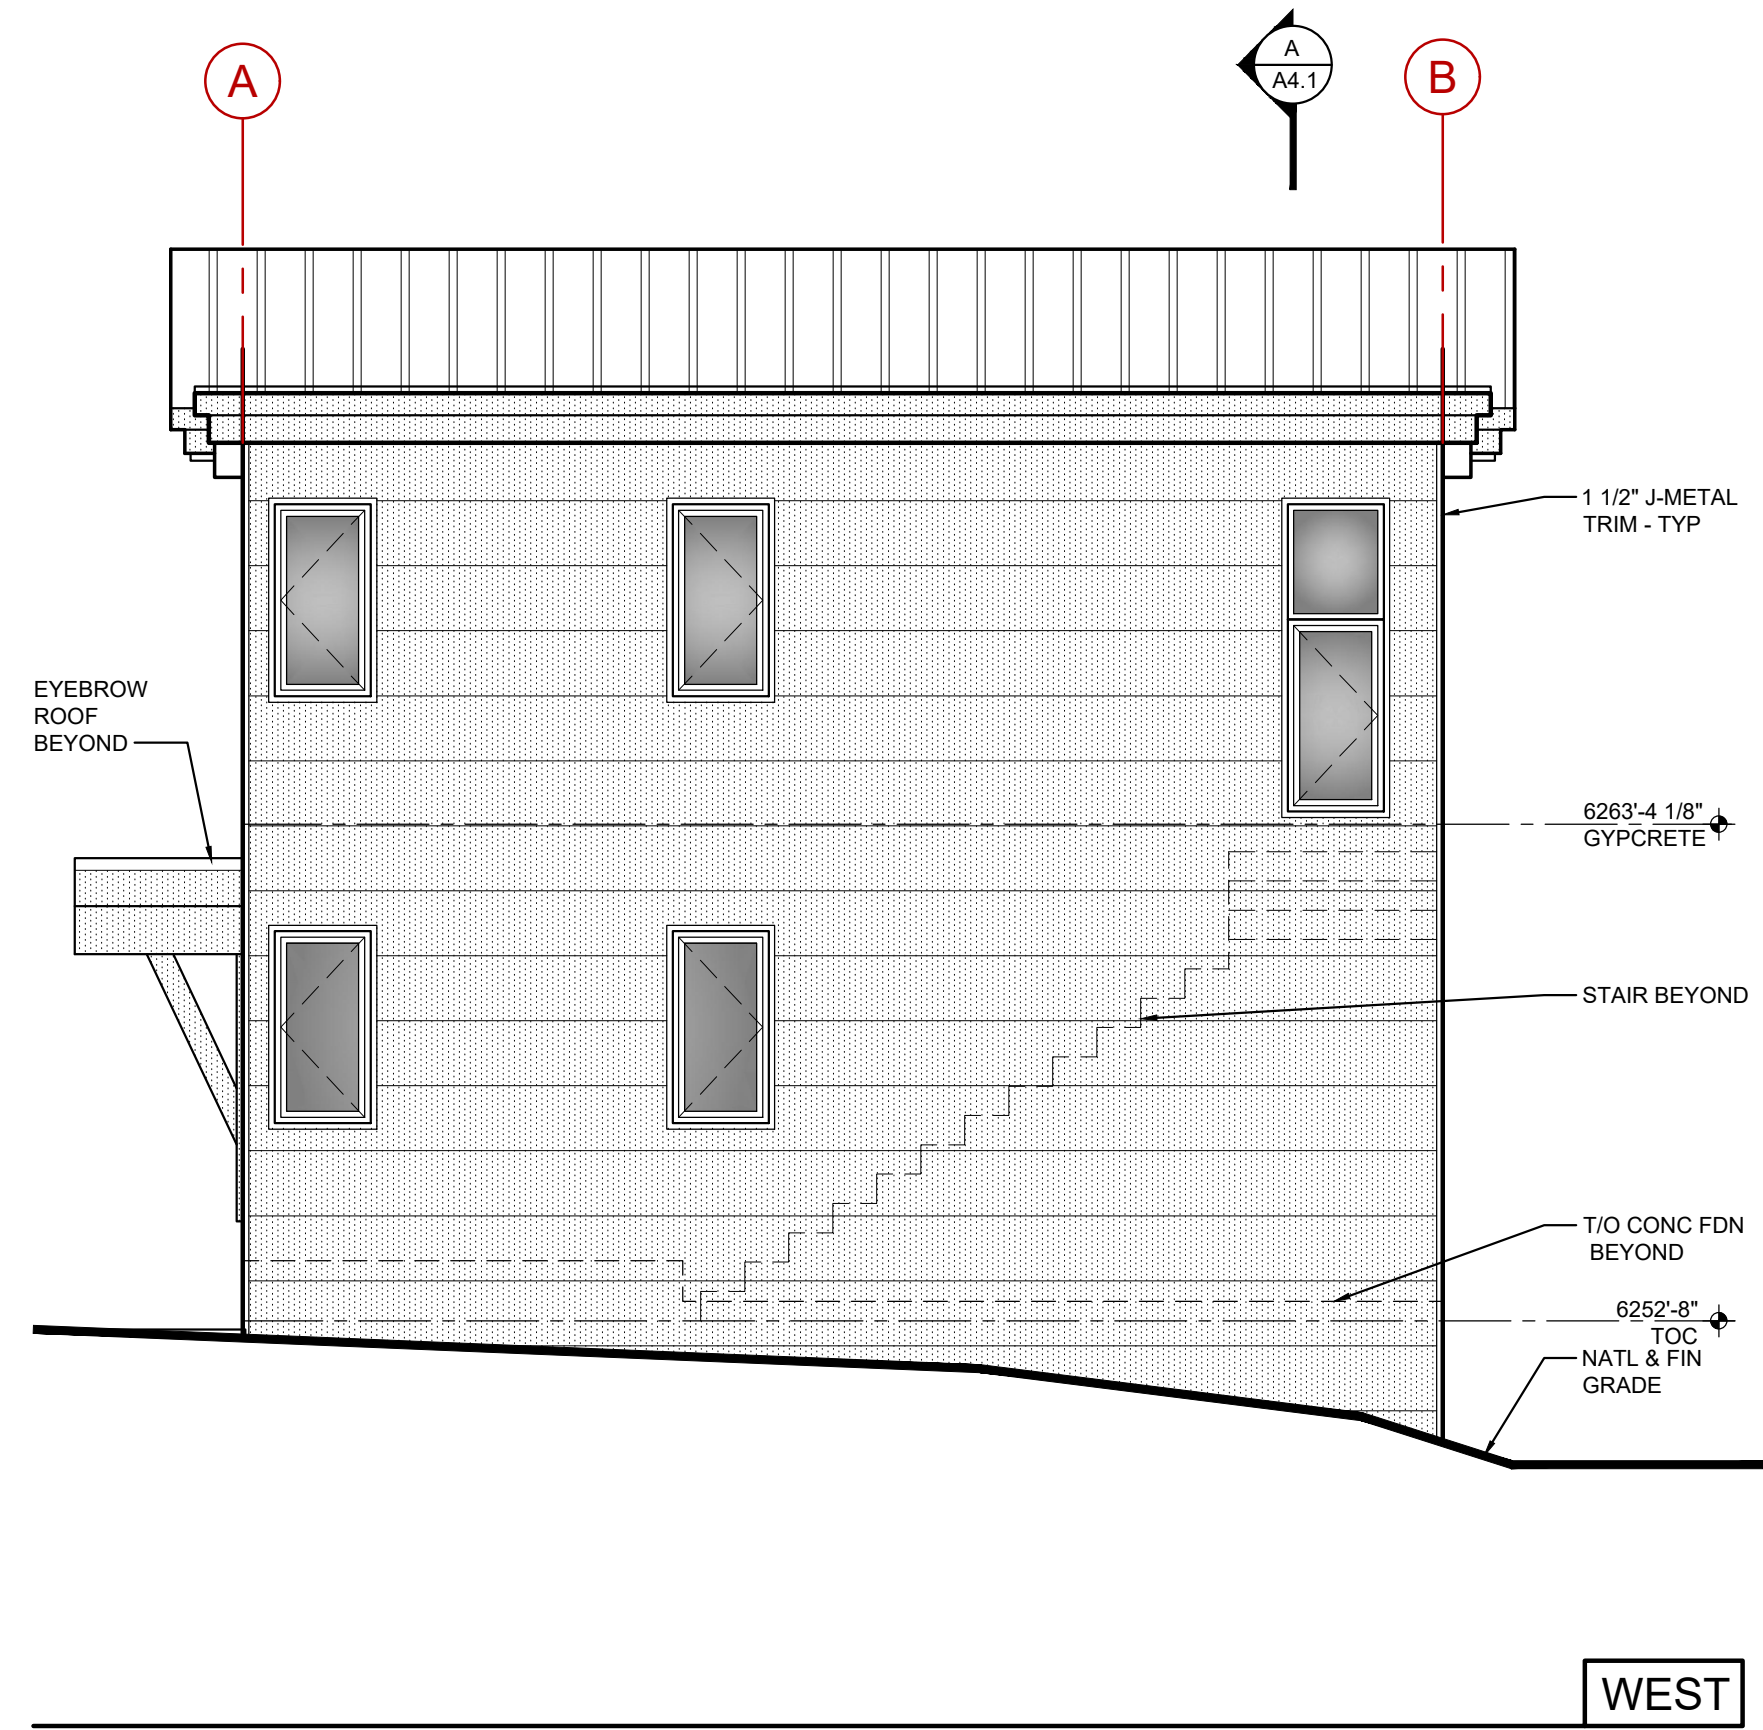 A
A
A4.1
B
1 1/2" J-METAL
TRIM - TYP
EYEBROW
ROOF
BEYOND
6263'-4 1/8"
GYPCRETE
STAIR BEYOND
T/O CONC FDN
BEYOND
6252'-8"
TOC
NATL & FIN
GRADE
WEST